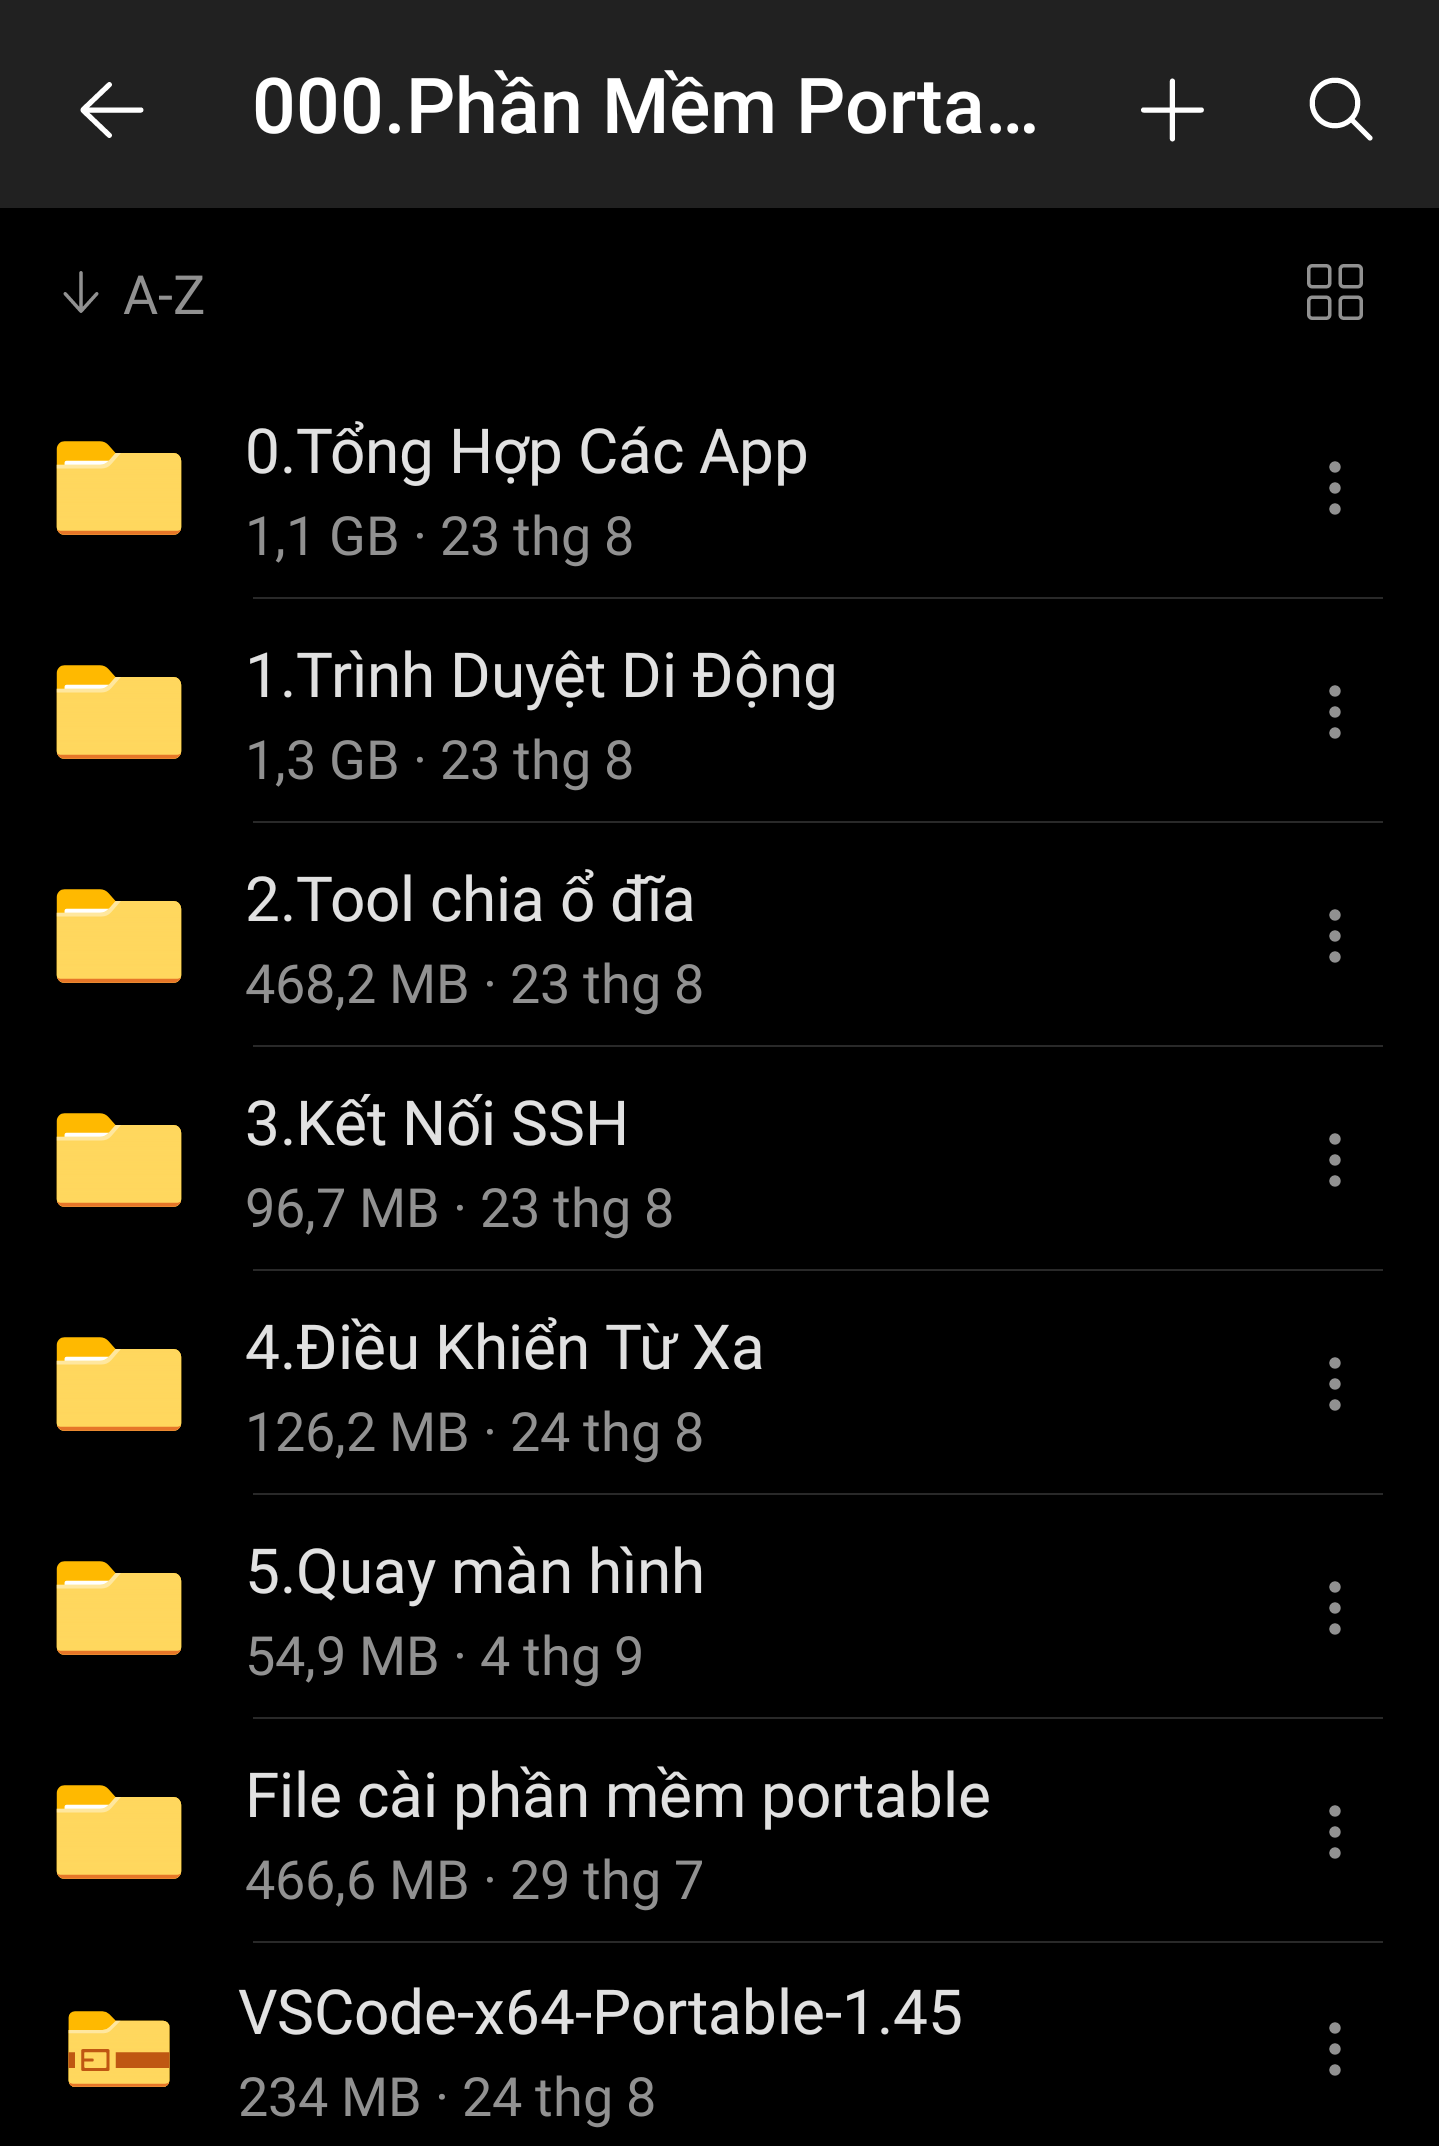 000.Phần Mềm Porta...
A-Z
0.Tổng Hợp Các App
1,1 GB · 23 thg 8
1.Trình Duyệt Di Động
1,3 GB · 23 thg 8
2.Tool chia ổ đĩa
468,2 MB · 23 thg 8
3.Kết Nối SSH
96,7 MB · 23 thg 8
4.Điều Khiển Từ Xa
126,2 MB · 24 thg 8
5.Quay màn hình
54,9 MB · 4 thg 9
File cài phần mềm portable
466,6 MB · 29 thg 7
VSCode-x64-Portable-1.45
234 MB · 24 thg 8